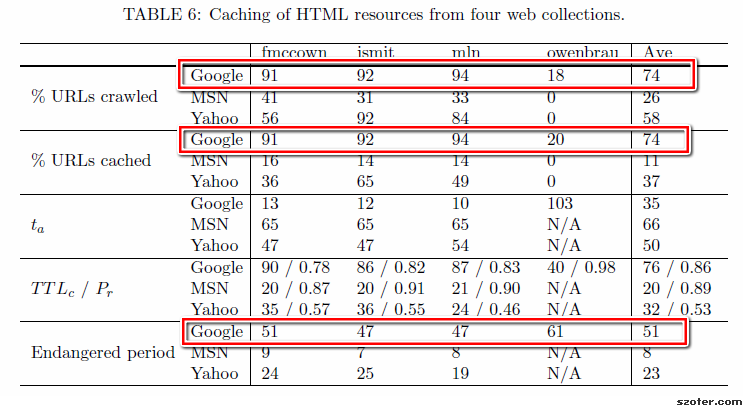 TABLE 6: Caching of HTML resources from four web collections.
fmccown ismit mln owenbrau Ave
Google 91 92 94 18 74
% URLs crawled MSN 41 31 33 0 26
Yahoo 56 92 84 0 58
Google 91 92 94 20 74
% URLs cached MSN 16 14 14 0 11
Yahoo 36 65 49 0 37
Google 13 12 10 103 35
ta MSN 65 65 65 N/A 66
Yahoo 47 47 54 N/A 50
Google 90 / 0.78 86 / 0.82 87 / 0.83 40 / 0.98 76 / 0.86
TTLc / Pr MSN 20 / 0.87 20 / 0.91 21 / 0.90 N/A 20 / 0.89
Yahoo 35 / 0.57 36 / 0.55 24 / 0.46 N/A 32 / 0.53
Google 51 47 47 61 51
Endangered period MSN 9 7 8 N/A 8
Yahoo 24 25 19 N/A 23
szoter.com